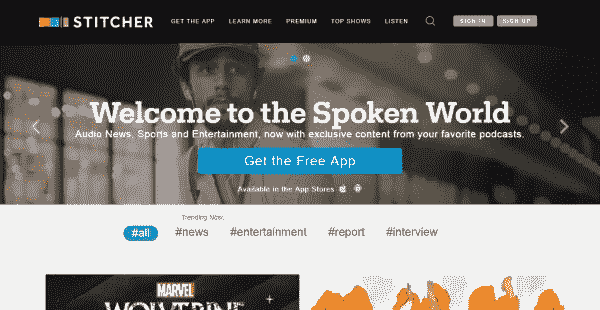 STITCHER GET THE APP LEARN MORE PREMIUM TOP SHOWS LISTEN SIGN IN SIGN UP
Welcome to the Spoken World
Audio News, Sports and Entertainment, now with exclusive content from your favorite podcasts.
Get the Free App
Available in the App Stores
Trending Now:
#all #news #entertainment #report #interview
MARVEL
WOLVERINE